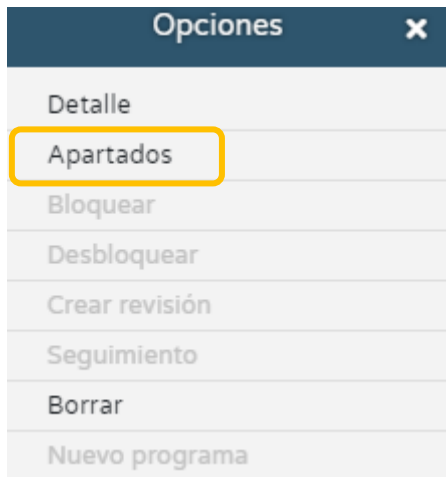 Opciones
Detalle
Apartados
Bloquear
Desbloquear
Crear revisión
Seguimiento
Borrar
Nuevo programa